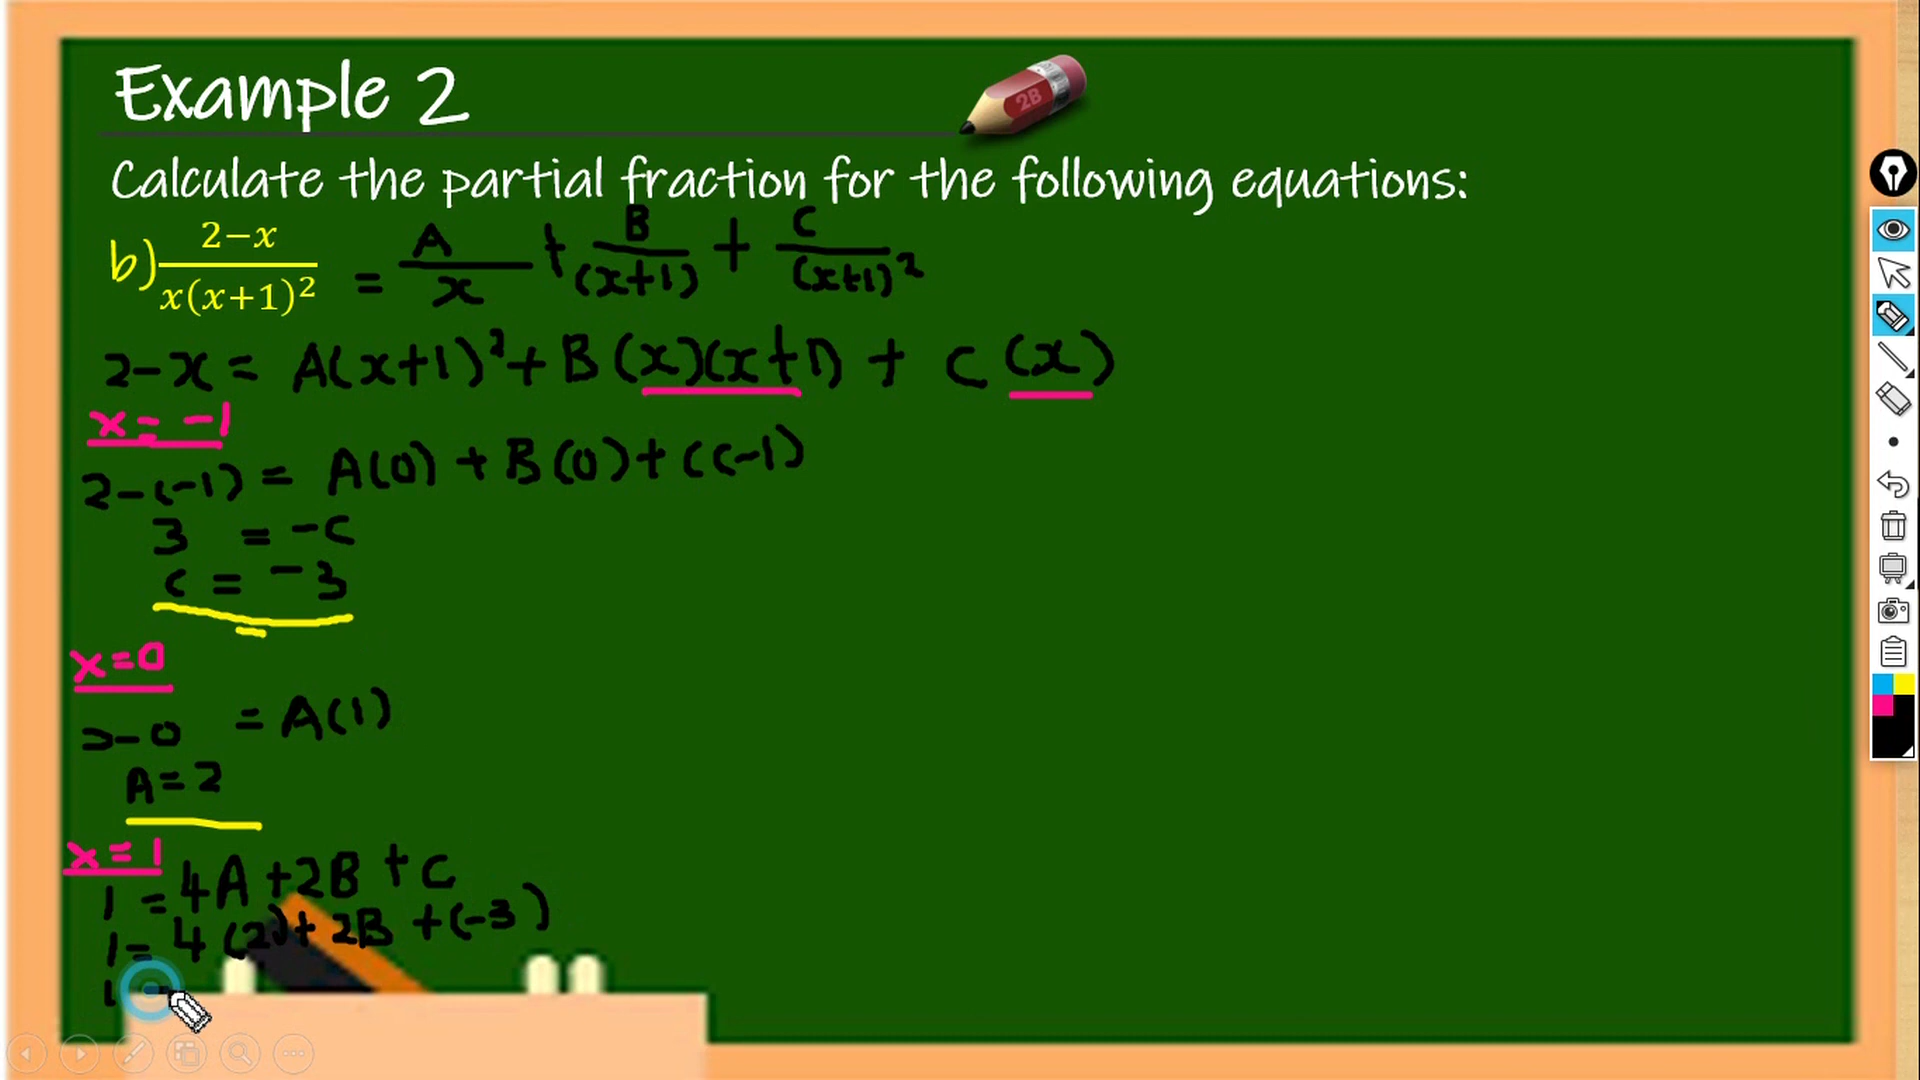 Example 2
2B
Calculate the partial fraction for the following equations:
b) 2−x / x(x+1)² = A / x + B / (x+1) + C / (x+1)²
2-x = A(x+1)² + B(x)(x+1) + C(x)
x = -1
2-(-1) = A(0) + B(0) + C(-1)
3 = -C
C = -3
x=0
2-0 = A(1)
A=2
x=1
1 = 4A +2B + C
1 = 4(2) + 2B + (-3)
1 =